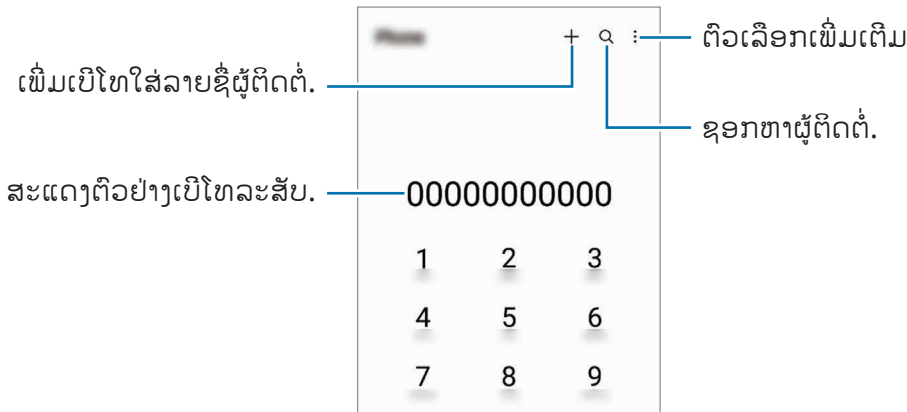 Phone
ຕົວເລືອກເພີ່ມເຕີມ
ເພີ່ມເບີໂທໃສ່ລາຍຊື່ຜູ້ຕິດຕໍ່.
ຊອກຫາຜູ້ຕິດຕໍ່.
ສະແດງຕົວຢ່າງເບີໂທລະສັບ.
00000000000
1 2 3
4 5 6
7 8 9